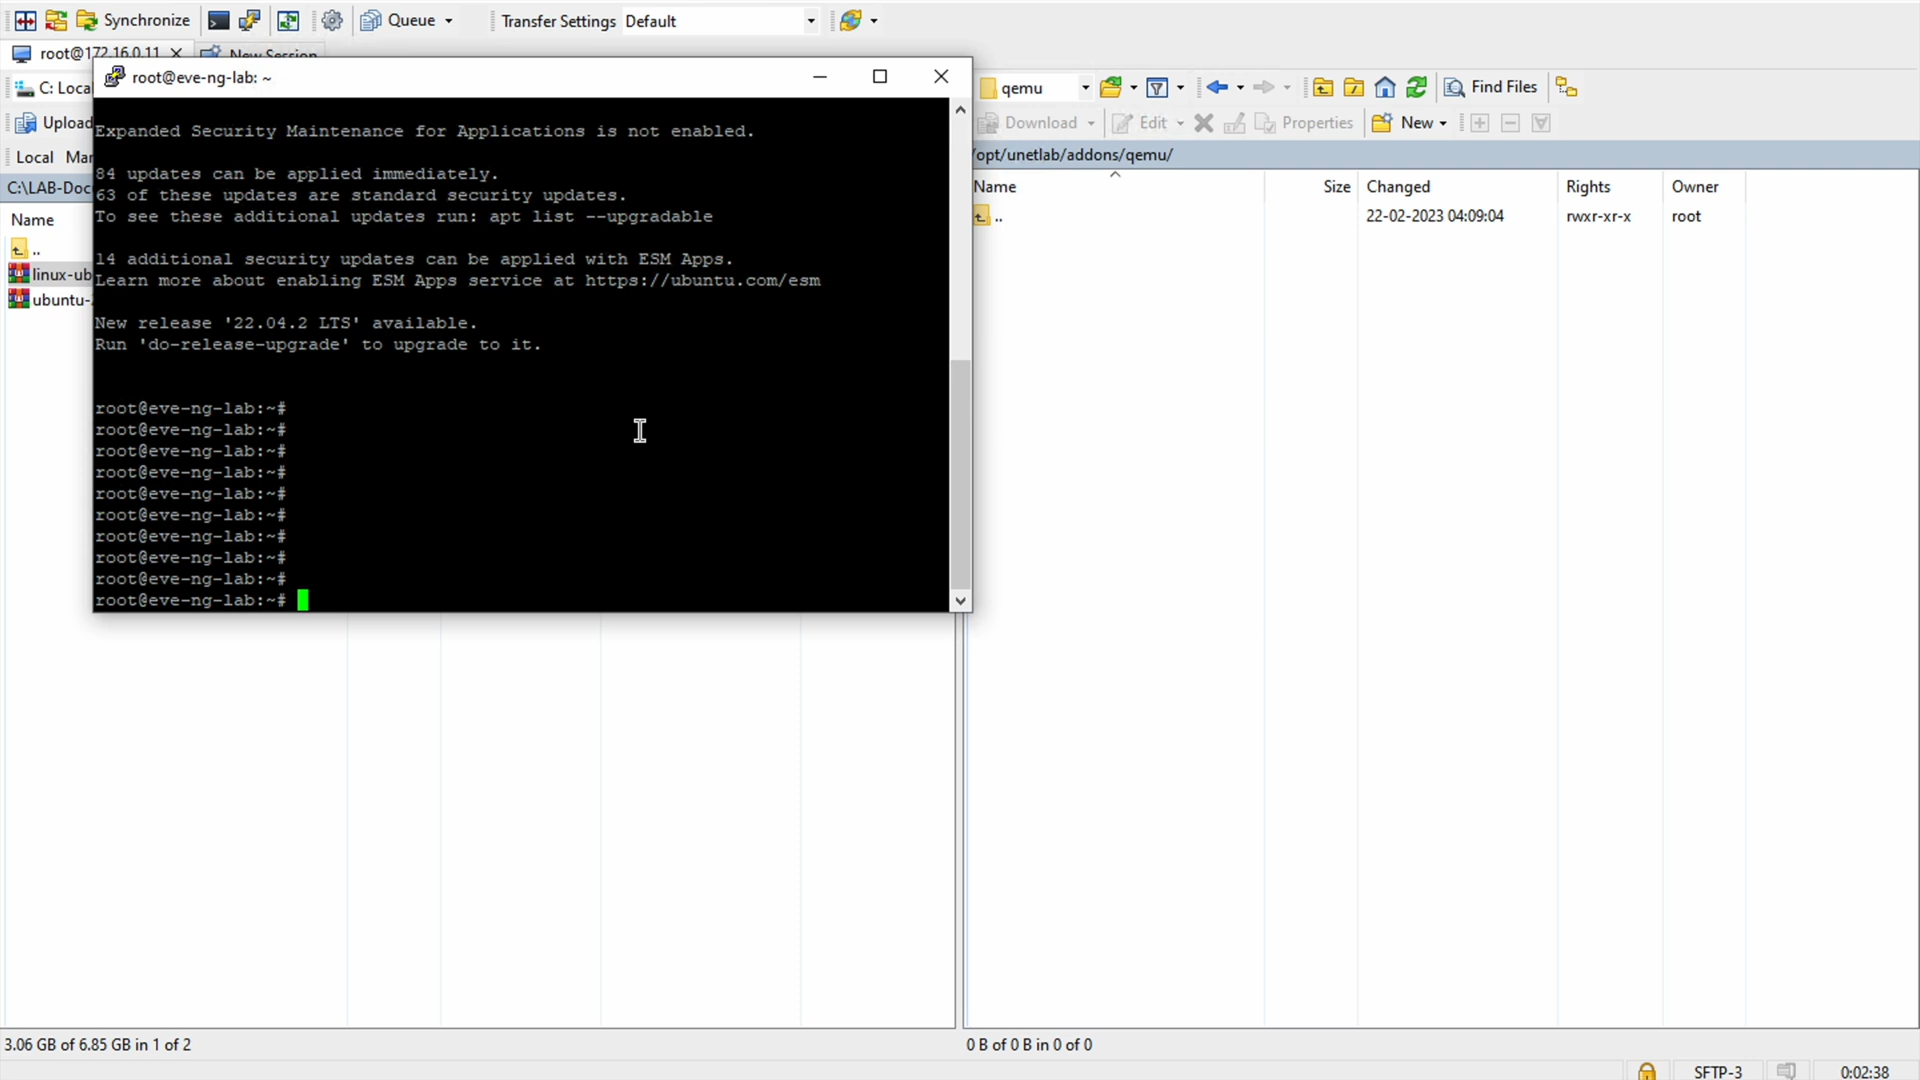 Synchronize Queue Transfer Settings Default
root@172.16.0.11 New Session
root@eve-ng-lab: ~
C: Loca
qemu Find Files
Upload
Download Edit Properties New
Local Mar
/opt/unetlab/addons/qemu/
C:\LAB-Doc
Name
Name Size Changed Rights Owner
.. 22-02-2023 04:09:04 rwxr-xr-x root
..
linux-ub
ubuntu-
Expanded Security Maintenance for Applications is not enabled.
84 updates can be applied immediately.
63 of these updates are standard security updates.
To see these additional updates run: apt list --upgradable
14 additional security updates can be applied with ESM Apps.
Learn more about enabling ESM Apps service at https://ubuntu.com/esm
New release '22.04.2 LTS' available.
Run 'do-release-upgrade' to upgrade to it.
root@eve-ng-lab:~#
root@eve-ng-lab:~#
root@eve-ng-lab:~#
root@eve-ng-lab:~#
root@eve-ng-lab:~#
root@eve-ng-lab:~#
root@eve-ng-lab:~#
root@eve-ng-lab:~#
root@eve-ng-lab:~#
root@eve-ng-lab:~#
3.06 GB of 6.85 GB in 1 of 2
0 B of 0 B in 0 of 0
SFTP-3 0:02:38